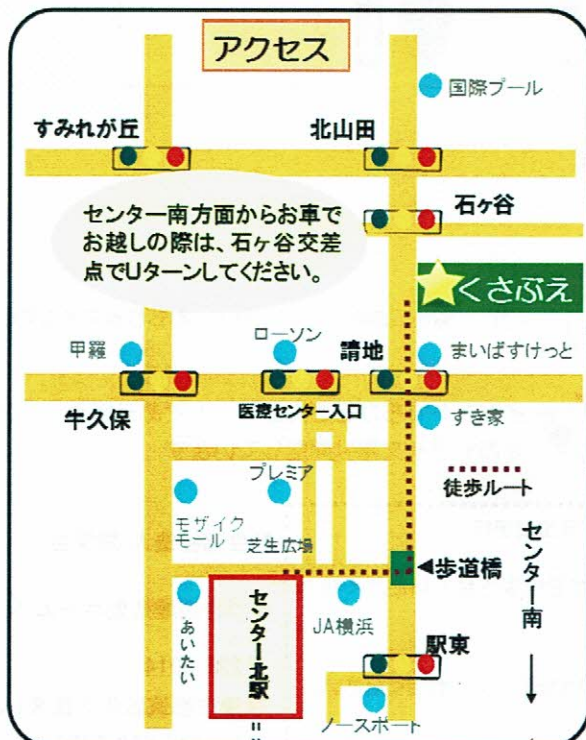 アクセス
国際プール
すみれが丘
北山田
石ヶ谷
センター南方面からお車で
お越しの際は、石ヶ谷交差
点でUターンしてください。
くさぶえ
甲羅
ローソン
請地
まいばすけっと
牛久保
医療センター入口
すき家
プレミア
徒歩ルート
モザイク
モール
芝生広場
センター南
歩道橋
センター北駅
あいたい
JA横浜
駅東
ノースポート